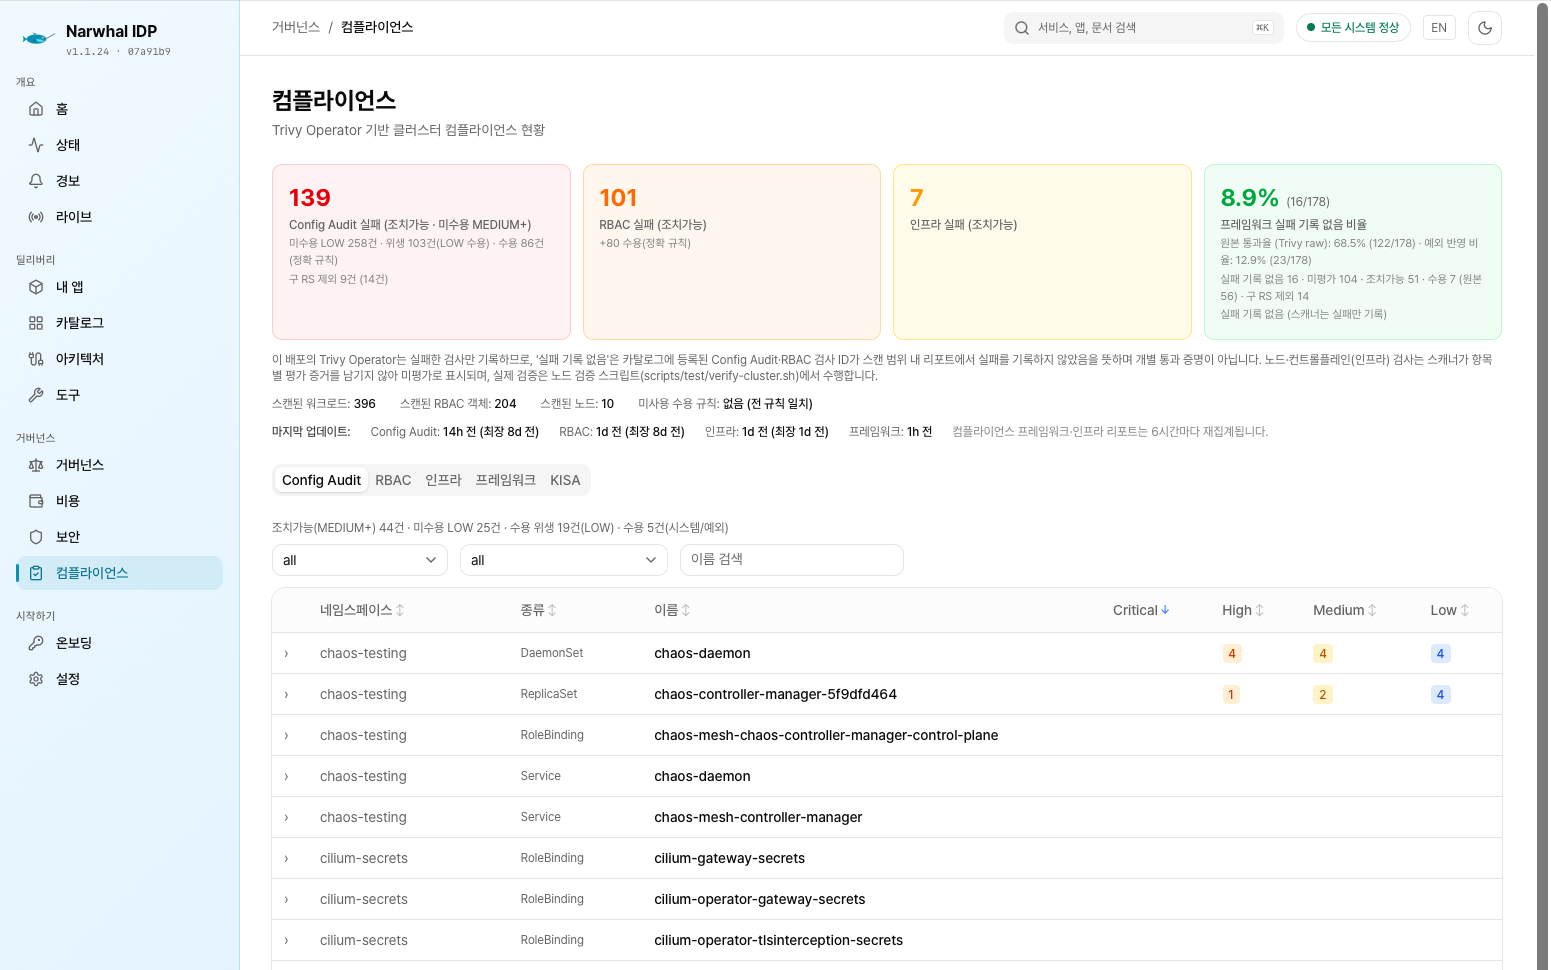 Narwhal IDP
v1.1.24 · 07a91b9
개요
홈
상태
경보
라이브
딜리버리
내 앱
카탈로그
아키텍처
도구
거버넌스
거버넌스
비용
보안
컴플라이언스
시작하기
온보딩
설정
거버넌스 / 컴플라이언스
서비스, 앱, 문서 검색 ⌘K
모든 시스템 정상
EN
컴플라이언스
Trivy Operator 기반 클러스터 컴플라이언스 현황
139
Config Audit 실패 (조치가능 · 미수용 MEDIUM+)
미수용 LOW 258건 · 위생 103건(LOW 수용) · 수용 86건
(정확 규칙)
구 RS 제외 9건 (14건)
101
RBAC 실패 (조치가능)
+80 수용(정확 규칙)
7
인프라 실패 (조치가능)
8.9% (16/178)
프레임워크 실패 기록 없음 비율
원본 통과율 (Trivy raw): 68.5% (122/178) · 예외 반영 비
율: 12.9% (23/178)
실패 기록 없음 16 · 미평가 104 · 조치가능 51 · 수용 7 (원본
56) · 구 RS 제외 14
실패 기록 없음 (스캐너는 실패만 기록)
이 배포의 Trivy Operator는 실패한 검사만 기록하므로, '실패 기록 없음'은 카탈로그에 등록된 Config Audit·RBAC 검사 ID가 스캔 범위 내 리포트에서 실패를 기록하지 않았음을 뜻하며 개별 통과 증명이 아닙니다. 노드·컨트롤플레인(인프라) 검사는 스캐너가 항목
별 평가 증거를 남기지 않아 미평가로 표시되며, 실제 검증은 노드 검증 스크립트(scripts/test/verify-cluster.sh)에서 수행합니다.
스캔된 워크로드: 396 스캔된 RBAC 객체: 204 스캔된 노드: 10 미사용 수용 규칙: 없음 (전 규칙 일치)
마지막 업데이트: Config Audit: 14h 전 (최장 8d 전) RBAC: 1d 전 (최장 8d 전) 인프라: 1d 전 (최장 1d 전) 프레임워크: 1h 전 컴플라이언스 프레임워크·인프라 리포트는 6시간마다 재집계됩니다.
Config Audit RBAC 인프라 프레임워크 KISA
조치가능(MEDIUM+) 44건 · 미수용 LOW 25건 · 수용 위생 19건(LOW) · 수용 5건(시스템/예외)
all all 이름 검색
네임스페이스 종류 이름 Critical High Medium Low
chaos-testing DaemonSet chaos-daemon 4 4 4
chaos-testing ReplicaSet chaos-controller-manager-5f9dfd464 1 2 4
chaos-testing RoleBinding chaos-mesh-chaos-controller-manager-control-plane
chaos-testing Service chaos-daemon
chaos-testing Service chaos-mesh-controller-manager
cilium-secrets RoleBinding cilium-gateway-secrets
cilium-secrets RoleBinding cilium-operator-gateway-secrets
cilium-secrets RoleBinding cilium-operator-tlsinterception-secrets